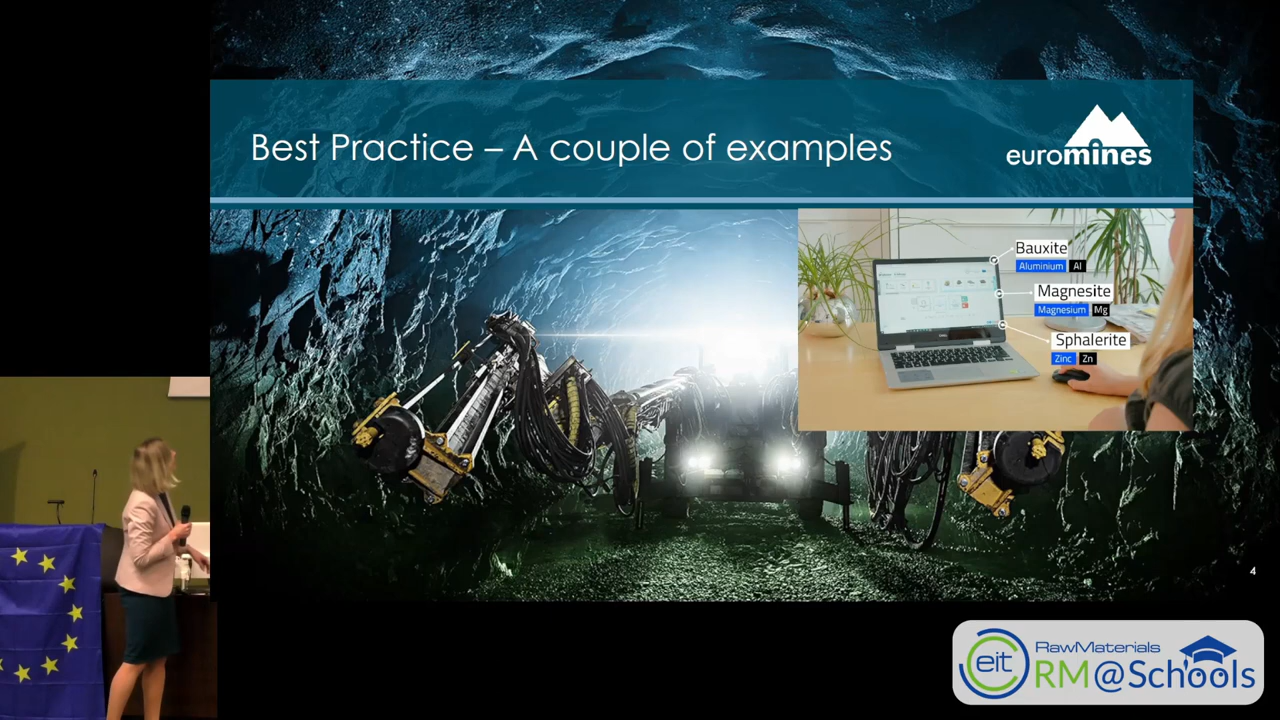 Best Practice – A couple of examples
euromines
Bauxite
Aluminium Al
Magnesite
Magnesium Mg
Sphalerite
Zinc Zn
4
eit RawMaterials
RM@Schools